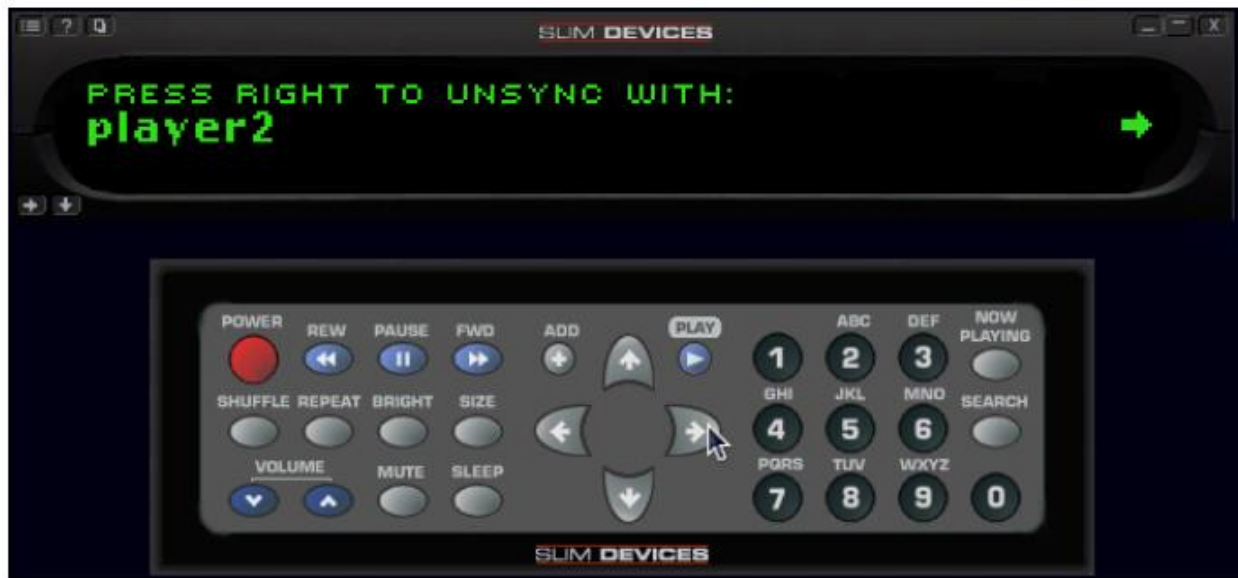 ?
X
SLIM DEVICES
PRESS RIGHT TO UNSYNC WITH:
player2
POWER REW PAUSE FWD ADD PLAY ABC DEF NOW PLAYING
1 2 3
SHUFFLE REPEAT BRIGHT SIZE GHI JKL MNO SEARCH
4 5 6
VOLUME MUTE SLEEP PQRS TUV WXYZ
7 8 9 0
SLIM DEVICES